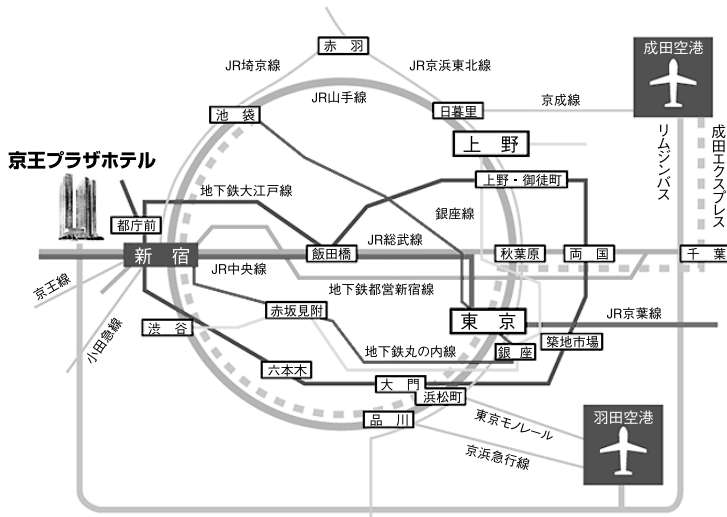 赤 羽
成田空港
JR埼京線
JR京浜東北線
JR山手線
京成線
池 袋
日暮里
上 野
リムジンバス
成田エクスプレス
京王プラザホテル
地下鉄大江戸線
上野・御徒町
銀座線
都庁前
新 宿
飯田橋
JR総武線
秋葉原
両 国
千 葉
JR中央線
地下鉄都営新宿線
京王線
小田急線
赤坂見附
東 京
JR京葉線
渋 谷
地下鉄丸の内線
銀 座
築地市場
六本木
大 門
浜松町
品 川
東京モノレール
京浜急行線
羽田空港